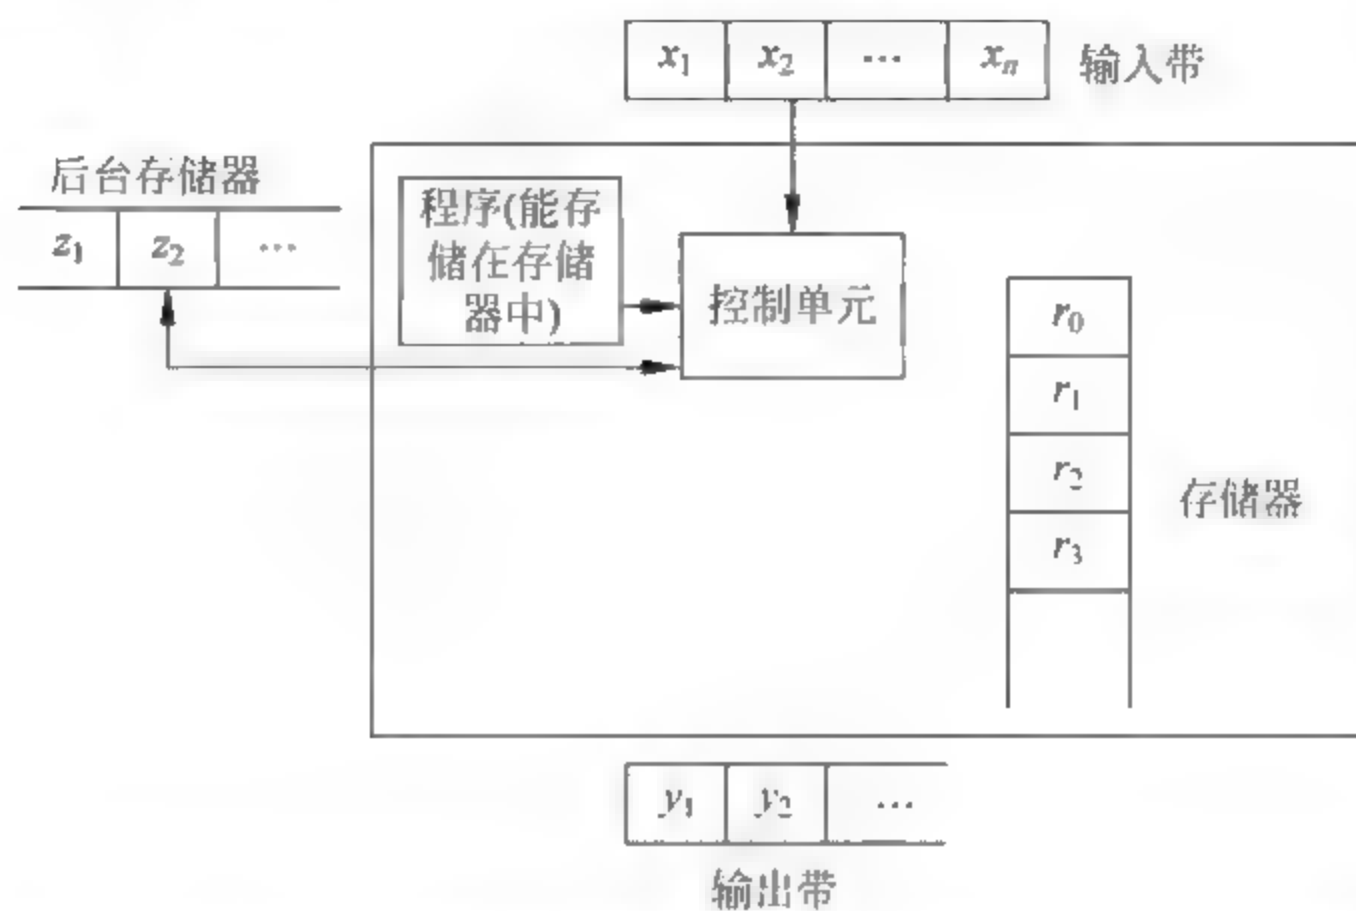 x₁ x₂ … xₙ 输入带
后台存储器
z₁ z₂ …
程序(能存
储在存储
器中)
控制单元
r₀
r₁
r₂
r₃
存储器
y₁ y₂ …
输出带